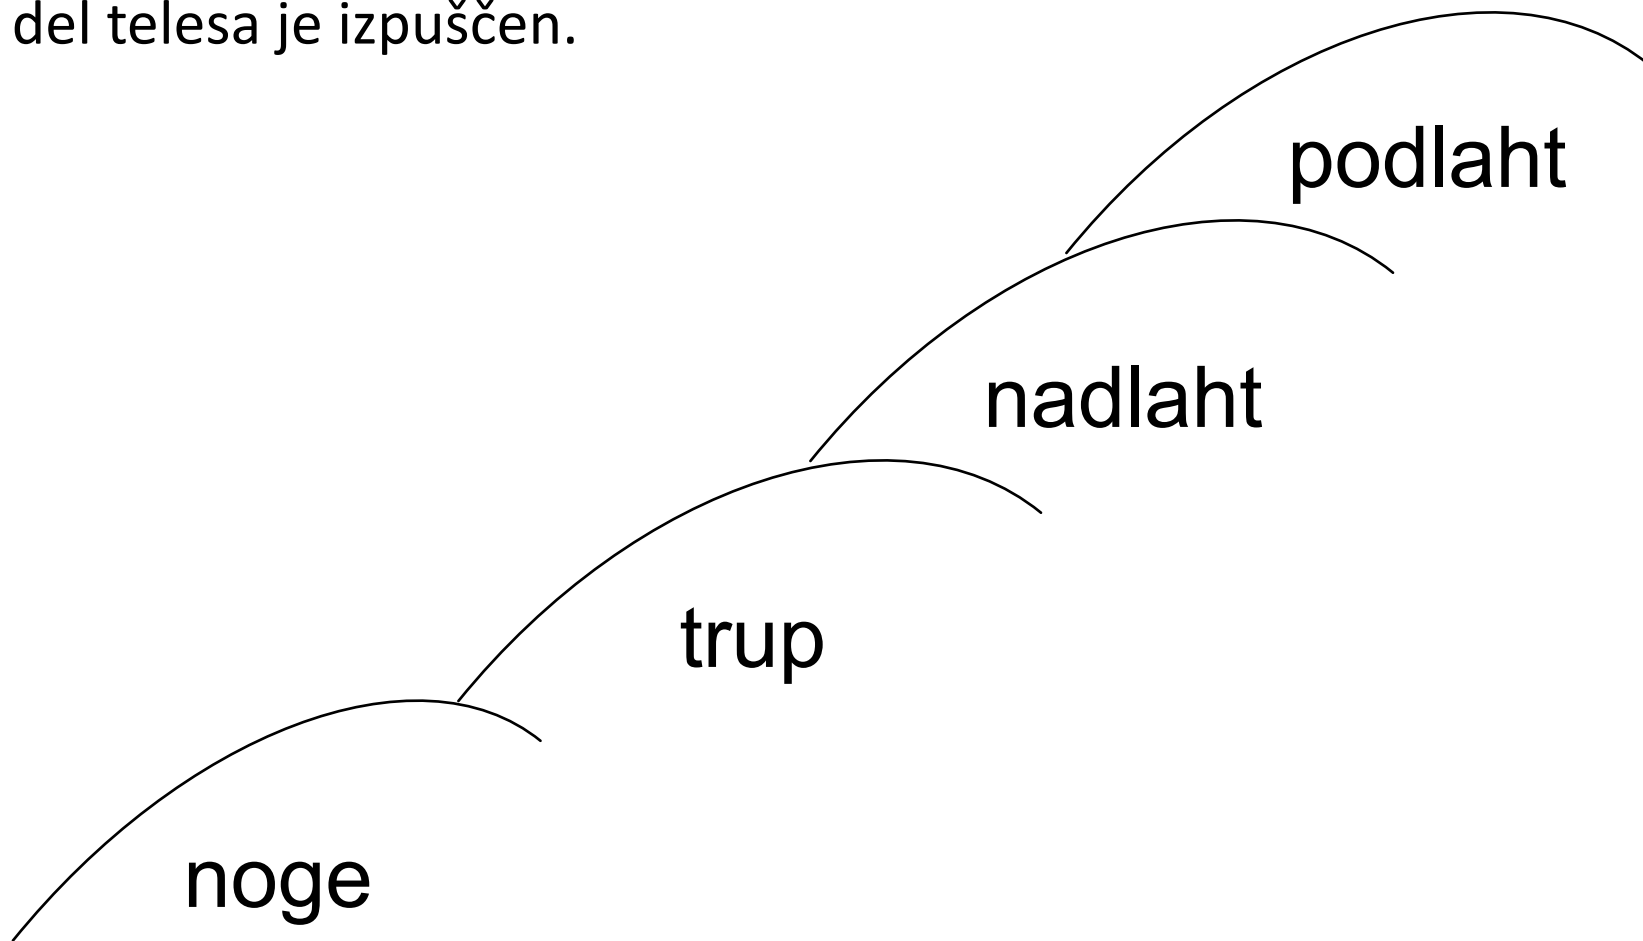 del telesa je izpuščen.
podlaht
nadlaht
trup
noge